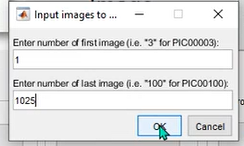 Input images to ...
Enter number of first image (i.e. "3" for PIC00003):
1
Enter number of last image (i.e. "100" for PIC00100):
1025
OK
Cancel